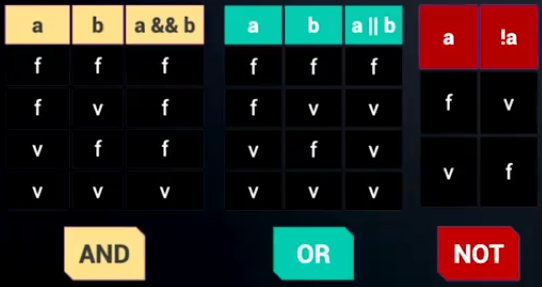 a b a && b a b a || b a !a
f f f f f f f v
f v f f v v v f
v f f v f v
v v v v v v
AND OR NOT